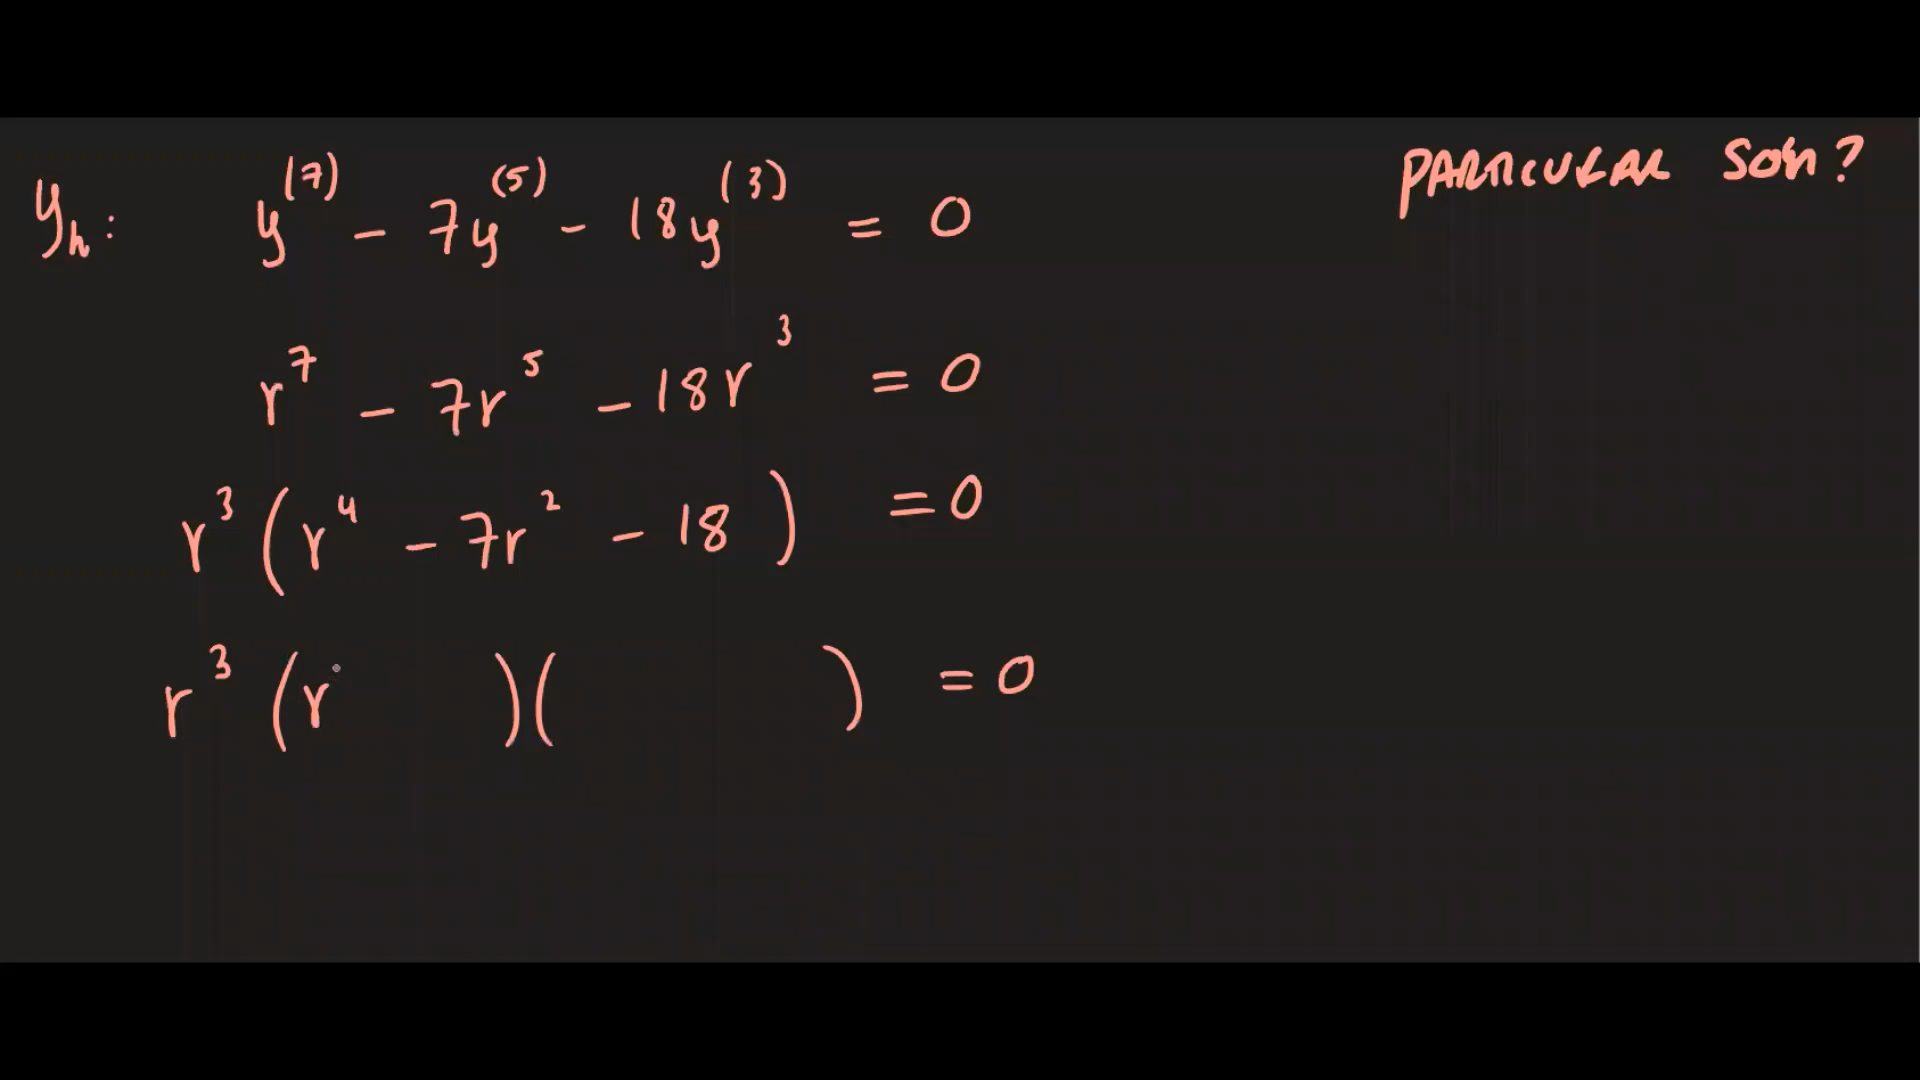 y_h: y^(7) - 7y^(5) - 18y^(3) = 0
PARTICULAR SOLN?
r^7 - 7r^5 - 18r^3 = 0
r^3 (r^4 - 7r^2 - 18) = 0
r^3 (r )( ) = 0